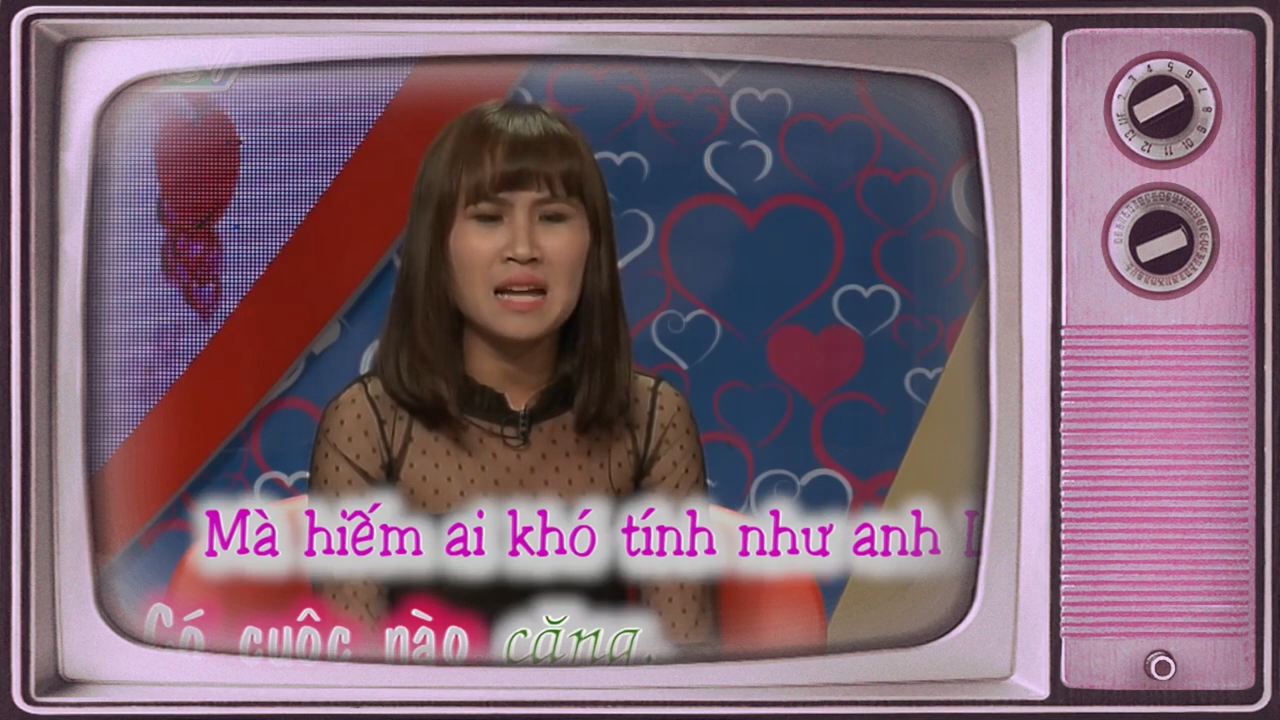 Mà hiếm ai khó tính như anh
Có cuộc nào căng.